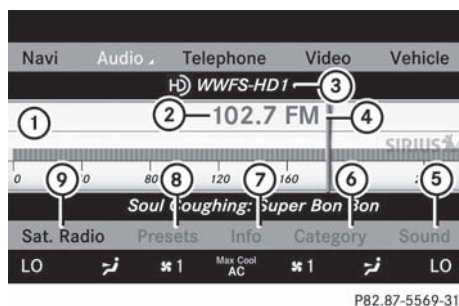 Navi Audio Telephone Video Vehicle
HD WWFS-HD1 3
2 102.7 FM 4
1
SIRIUS
0 0 80 120 160
9 8 7 6 5
Soul Coughing: Super Bon Bon
Sat. Radio Presets Info Category Sound
LO 1 Max Cool AC 1 LO
P82.87-5569-31